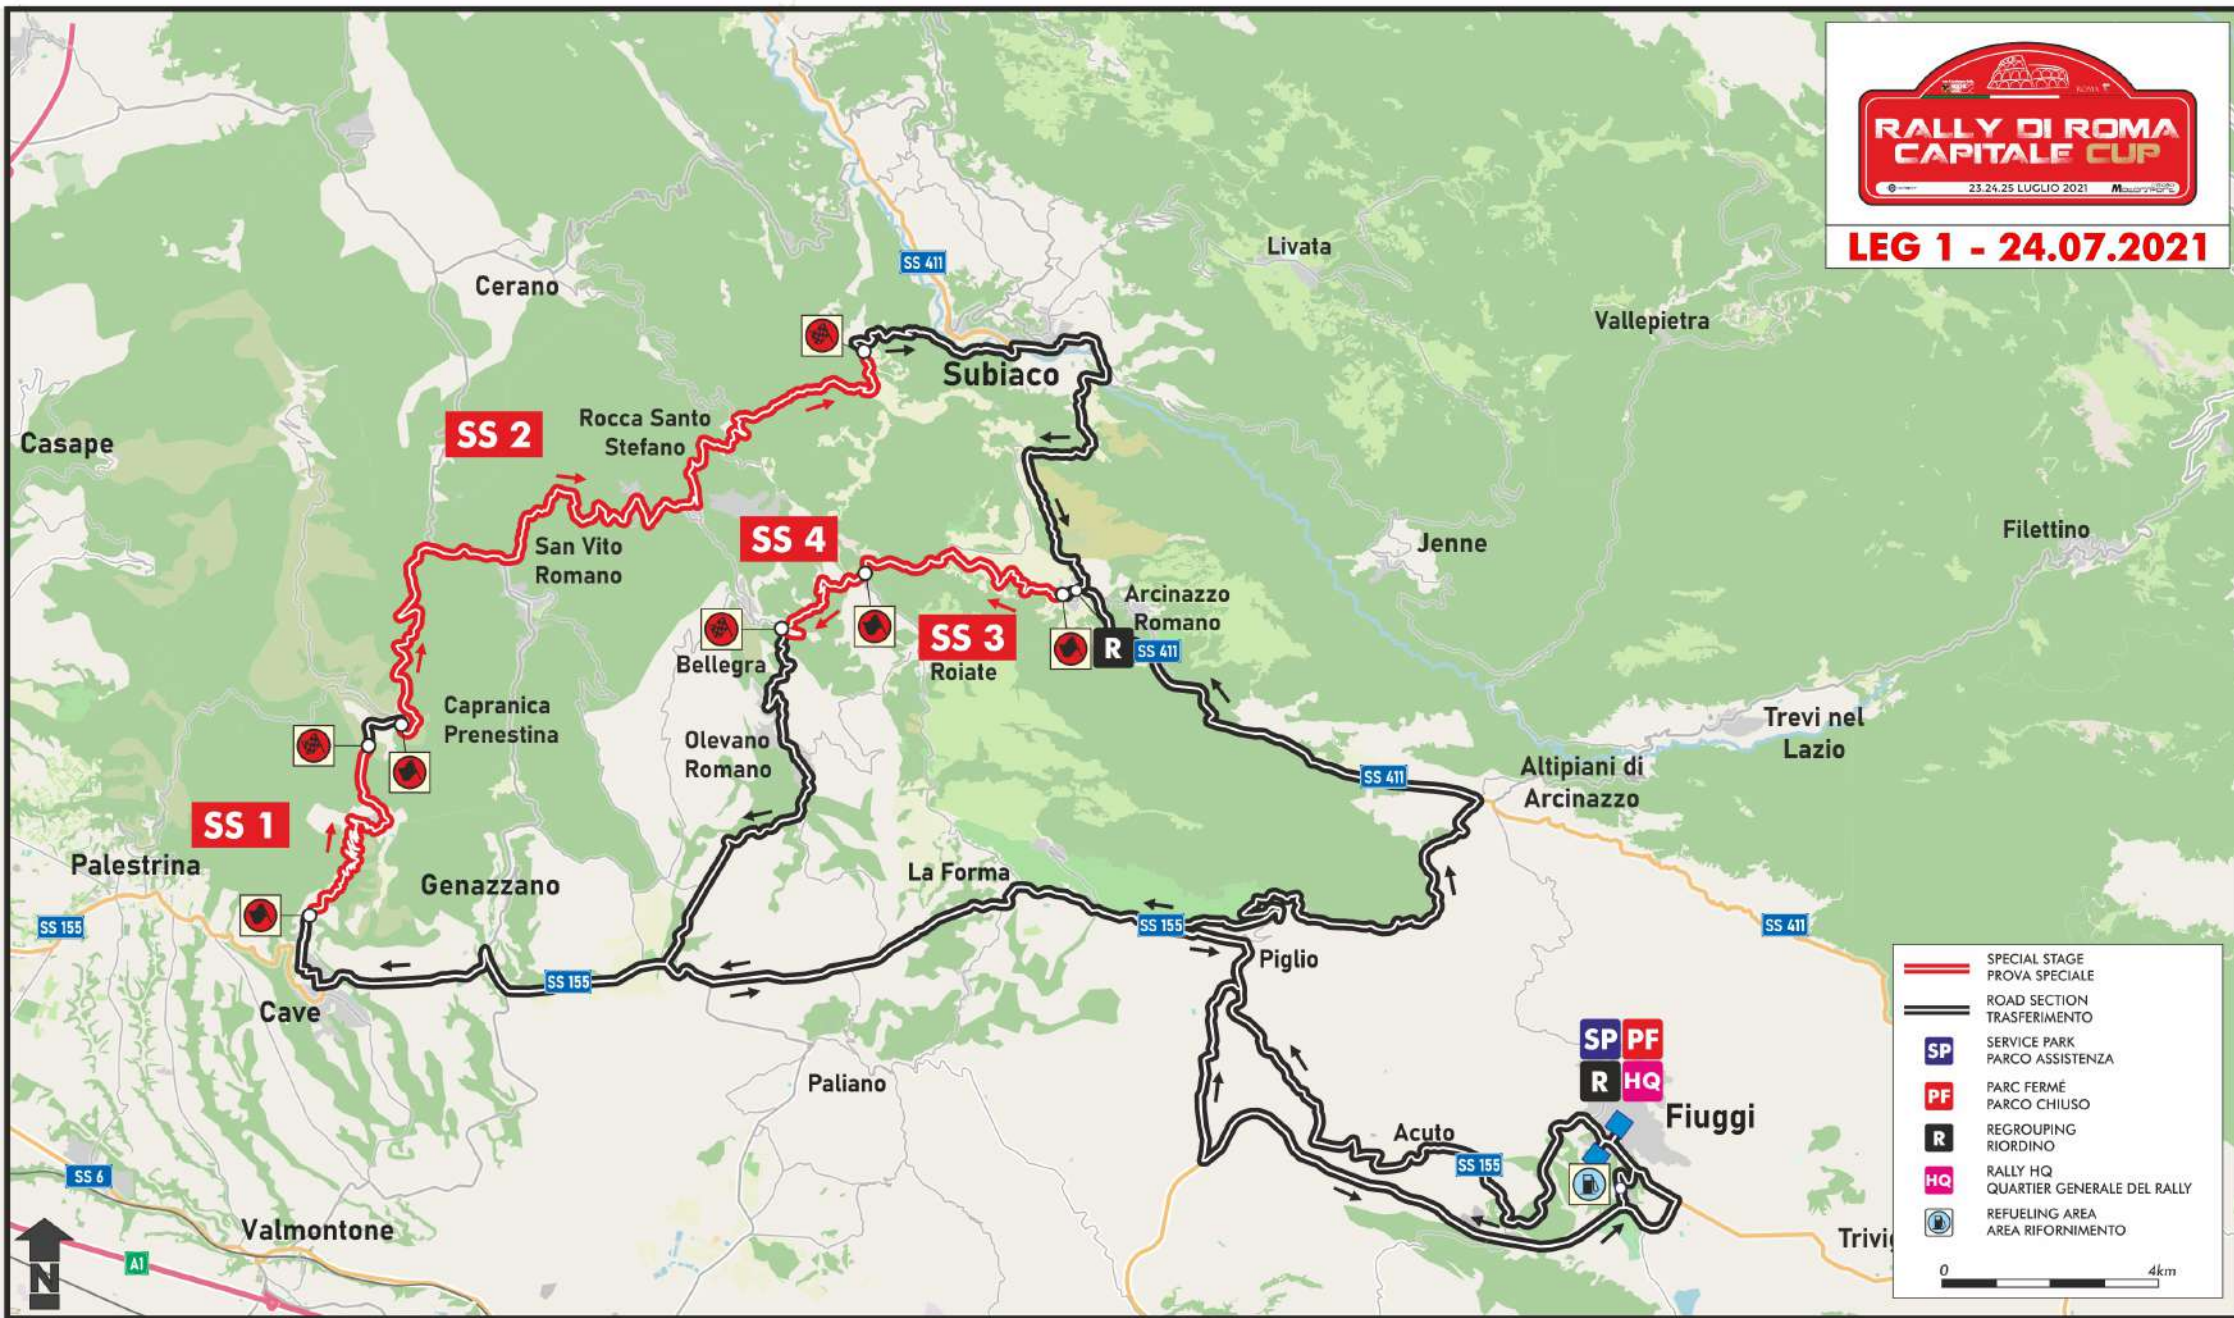 ROMA
RALLY DI ROMA
CAPITALE CUP
23.24.25 LUGLIO 2021
LEG 1 - 24.07.2021
SS 411
Livata
Cerano
Vallepietra
Subiaco
Casape
SS 2
Rocca Santo
Stefano
SS 4
San Vito
Romano
Jenne
Filettino
Arcinazzo
Romano
SS 3
R
SS 411
Bellegra
Roiate
Capranica
Prenestina
Trevi nel
Lazio
Olevano
Romano
SS 411
Altipiani di
Arcinazzo
SS 1
Palestrina
Genazzano
La Forma
SS 155
SS 155
SS 411
Piglio
SS 155
Cave
SP PF
R HQ
Paliano
Fiuggi
Acuto
SS 155
SS 6
Valmontone
A1
N
Trivig
SPECIAL STAGE
PROVA SPECIALE
ROAD SECTION
TRASFERIMENTO
SP
SERVICE PARK
PARCO ASSISTENZA
PF
PARC FERMÉ
PARCO CHIUSO
R
REGROUPING
RIORDINO
HQ
RALLY HQ
QUARTIER GENERALE DEL RALLY
REFUELING AREA
AREA RIFORNIMENTO
0 4km